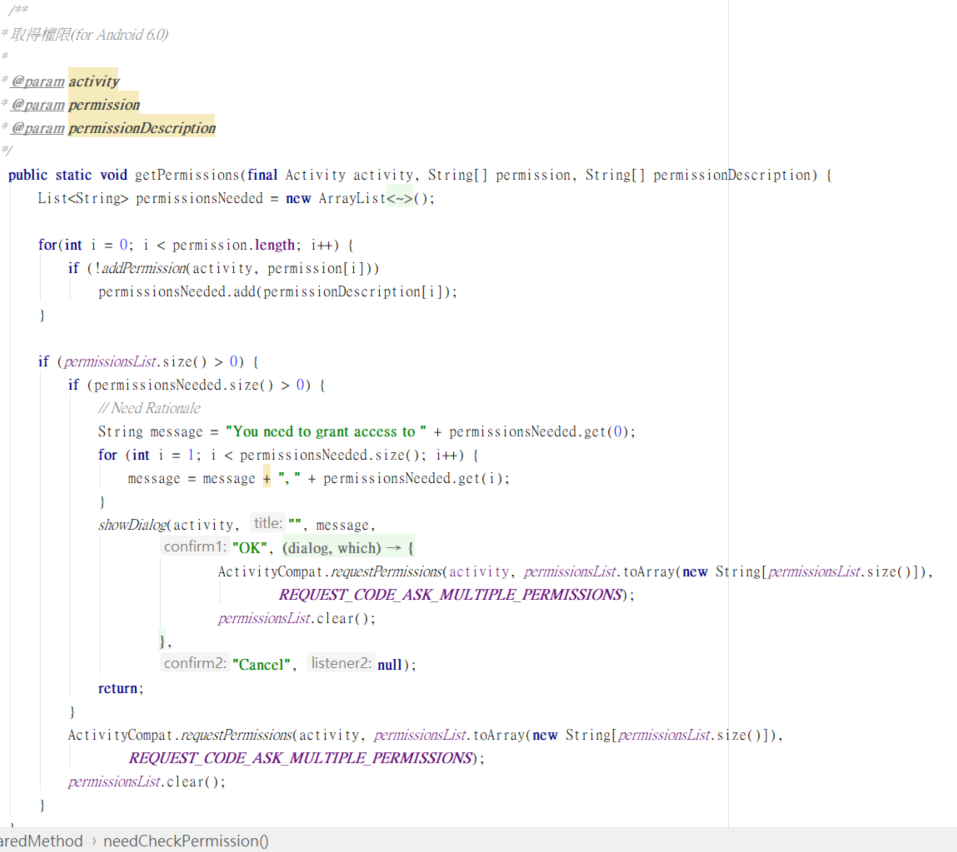 /**
* 取得權限(for Android 6.0)
*
* @param activity
* @param permission
* @param permissionDescription
*/
public static void getPermissions(final Activity activity, String[] permission, String[] permissionDescription) {
List<String> permissionsNeeded = new ArrayList<~>();
for(int i = 0; i < permission.length; i++) {
if (!addPermission(activity, permission[i]))
permissionsNeeded.add(permissionDescription[i]);
}
if (permissionsList.size() > 0) {
if (permissionsNeeded.size() > 0) {
// Need Rationale
String message = "You need to grant access to " + permissionsNeeded.get(0);
for (int i = 1; i < permissionsNeeded.size(); i++) {
message = message + ", " + permissionsNeeded.get(i);
}
showDialog(activity, title: "", message,
confirm1: "OK", (dialog, which) → {
ActivityCompat.requestPermissions(activity, permissionsList.toArray(new String[permissionsList.size()]),
REQUEST_CODE_ASK_MULTIPLE_PERMISSIONS);
permissionsList.clear();
},
confirm2: "Cancel", listener2: null);
return;
}
ActivityCompat.requestPermissions(activity, permissionsList.toArray(new String[permissionsList.size()]),
REQUEST_CODE_ASK_MULTIPLE_PERMISSIONS);
permissionsList.clear();
}
aredMethod › needCheckPermission()